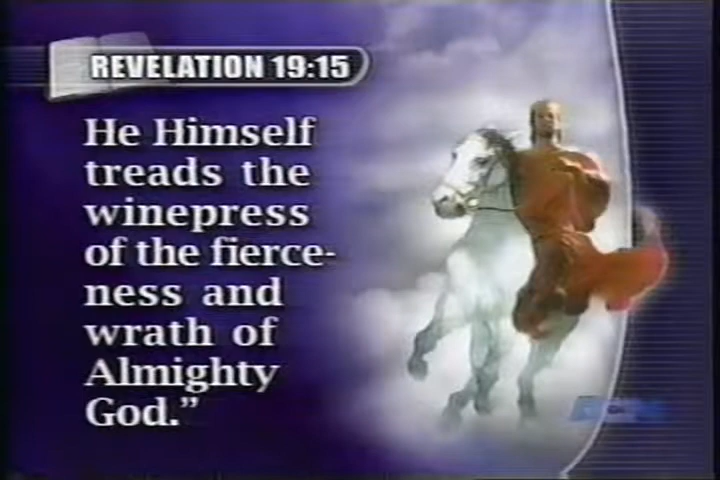 REVELATION 19:15
He Himself
treads the
winepress
of the fierce-
ness and
wrath of
Almighty
God.”